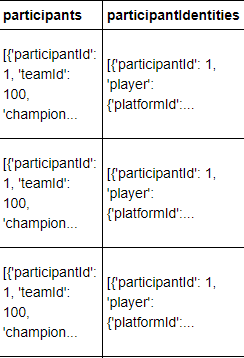 participants participantIdentities
[{'participantId':
1, 'teamId':
100,
'champion...
[{'participantId': 1,
'player':
{'platformId':...
[{'participantId':
1, 'teamId':
100,
'champion...
[{'participantId': 1,
'player':
{'platformId':...
[{'participantId':
1, 'teamId':
100,
'champion...
[{'participantId': 1,
'player':
{'platformId':...